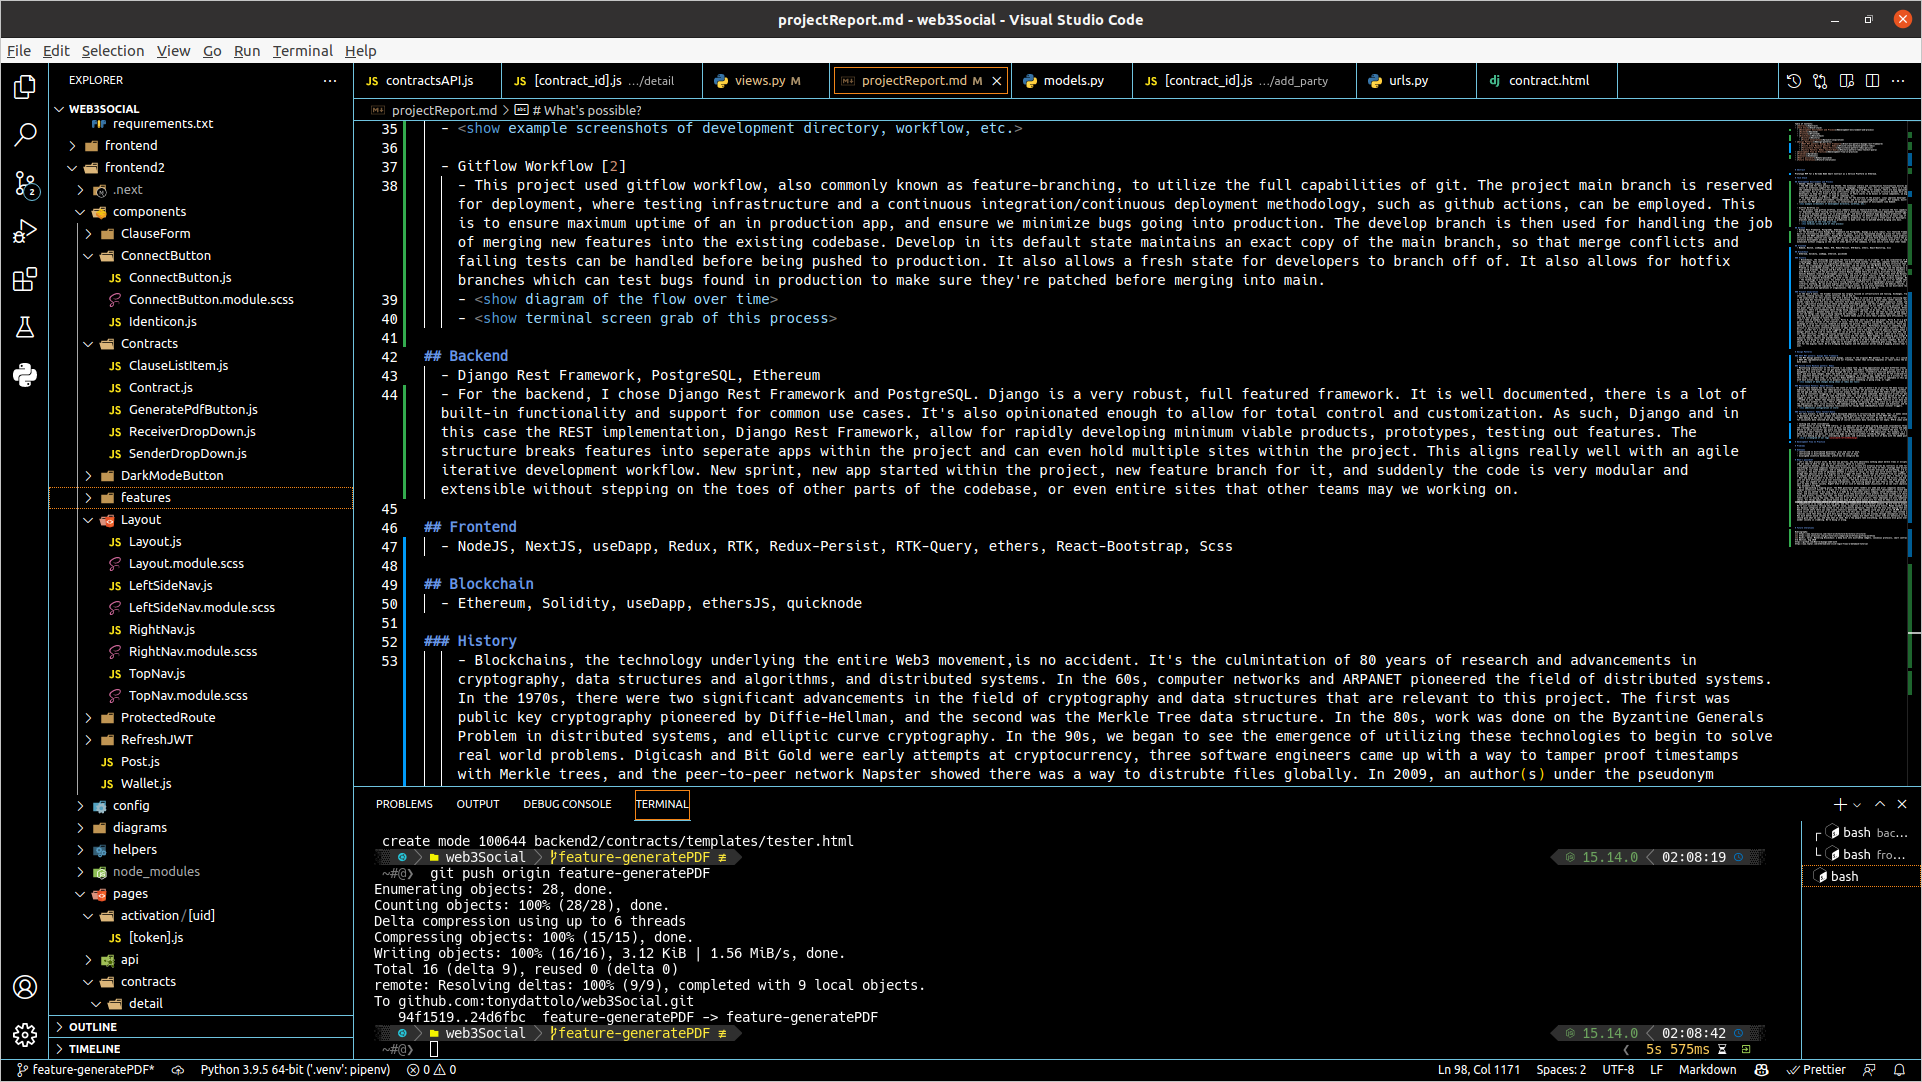 projectReport.md - web3Social - Visual Studio Code
File Edit Selection View Go Run Terminal Help
EXPLORER
contractsAPI.js
[contract_id].js .../detail
views.py M
projectReport.md M
models.py
[contract_id].js .../add_party
urls.py
contract.html
projectReport.md > # What's possible?
WEB3SOCIAL
requirements.txt
frontend
frontend2
.next
components
ClauseForm
ConnectButton
ConnectButton.js
ConnectButton.module.scss
Identicon.js
Contracts
ClauseListItem.js
Contract.js
GeneratePdfButton.js
ReceiverDropDown.js
SenderDropDown.js
DarkModeButton
features
Layout
Layout.js
Layout.module.scss
LeftSideNav.js
LeftSideNav.module.scss
RightNav.js
RightNav.module.scss
TopNav.js
TopNav.module.scss
ProtectedRoute
RefreshJWT
Post.js
Wallet.js
config
diagrams
helpers
node_modules
pages
activation/[uid]
[token].js
api
contracts
detail
OUTLINE
TIMELINE
35 - <show example screenshots of development directory, workflow, etc.>
36
37 - Gitflow Workflow [2]
38 - This project used gitflow workflow, also commonly known as feature-branching, to utilize the full capabilities of git. The project main branch is reserved
for deployment, where testing infrastructure and a continuous integration/continuous deployment methodology, such as github actions, can be employed. This
is to ensure maximum uptime of an in production app, and ensure we minimize bugs going into production. The develop branch is then used for handling the job
of merging new features into the existing codebase. Develop in its default state maintains an exact copy of the main branch, so that merge conflicts and
failing tests can be handled before being pushed to production. It also allows a fresh state for developers to branch off of. It also allows for hotfix
branches which can test bugs found in production to make sure they're patched before merging into main.
39 - <show diagram of the flow over time>
40 - <show terminal screen grab of this process>
41
42 ## Backend
43 - Django Rest Framework, PostgreSQL, Ethereum
44 - For the backend, I chose Django Rest Framework and PostgreSQL. Django is a very robust, full featured framework. It is well documented, there is a lot of
built-in functionality and support for common use cases. It's also opinionated enough to allow for total control and customization. As such, Django and in
this case the REST implementation, Django Rest Framework, allow for rapidly developing minimum viable products, prototypes, testing out features. The
structure breaks features into seperate apps within the project and can even hold multiple sites within the project. This aligns really well with an agile
iterative development workflow. New sprint, new app started within the project, new feature branch for it, and suddenly the code is very modular and
extensible without stepping on the toes of other parts of the codebase, or even entire sites that other teams may we working on.
45
46 ## Frontend
47 - NodeJS, NextJS, useDapp, Redux, RTK, Redux-Persist, RTK-Query, ethers, React-Bootstrap, Scss
48
49 ## Blockchain
50 - Ethereum, Solidity, useDapp, ethersJS, quicknode
51
52 ### History
53 - Blockchains, the technology underlying the entire Web3 movement,is no accident. It's the culmintation of 80 years of research and advancements in
cryptography, data structures and algorithms, and distributed systems. In the 60s, computer networks and ARPANET pioneered the field of distributed systems.
In the 1970s, there were two significant advancements in the field of cryptography and data structures that are relevant to this project. The first was
public key cryptography pioneered by Diffie-Hellman, and the second was the Merkle Tree data structure. In the 80s, work was done on the Byzantine Generals
Problem in distributed systems, and elliptic curve cryptography. In the 90s, we began to see the emergence of utilizing these technologies to begin to solve
real world problems. Digicash and Bit Gold were early attempts at cryptocurrency, three software engineers came up with a way to tamper proof timestamps
with Merkle trees, and the peer-to-peer network Napster showed there was a way to distrubte files globally. In 2009, an author(s) under the pseudonym
PROBLEMS OUTPUT DEBUG CONSOLE TERMINAL
create mode 100644 backend2/contracts/templates/tester.html
web3Social feature-generatePDF ≢ 15.14.0 02:08:19
~#@❯ git push origin feature-generatePDF
Enumerating objects: 28, done.
Counting objects: 100% (28/28), done.
Delta compression using up to 6 threads
Compressing objects: 100% (15/15), done.
Writing objects: 100% (16/16), 3.12 KiB | 1.56 MiB/s, done.
Total 16 (delta 9), reused 0 (delta 0)
remote: Resolving deltas: 100% (9/9), completed with 9 local objects.
To github.com:tonydattolo/web3Social.git
94f1519..24d6fbc feature-generatePDF -> feature-generatePDF
web3Social feature-generatePDF ≢ 15.14.0 02:08:42
~#@❯ 5s 575ms
bash bac...
bash fro...
bash
feature-generatePDF* Python 3.9.5 64-bit ('.venv': pipenv) 0 0 Ln 98, Col 1171 Spaces: 2 UTF-8 LF Markdown Prettier